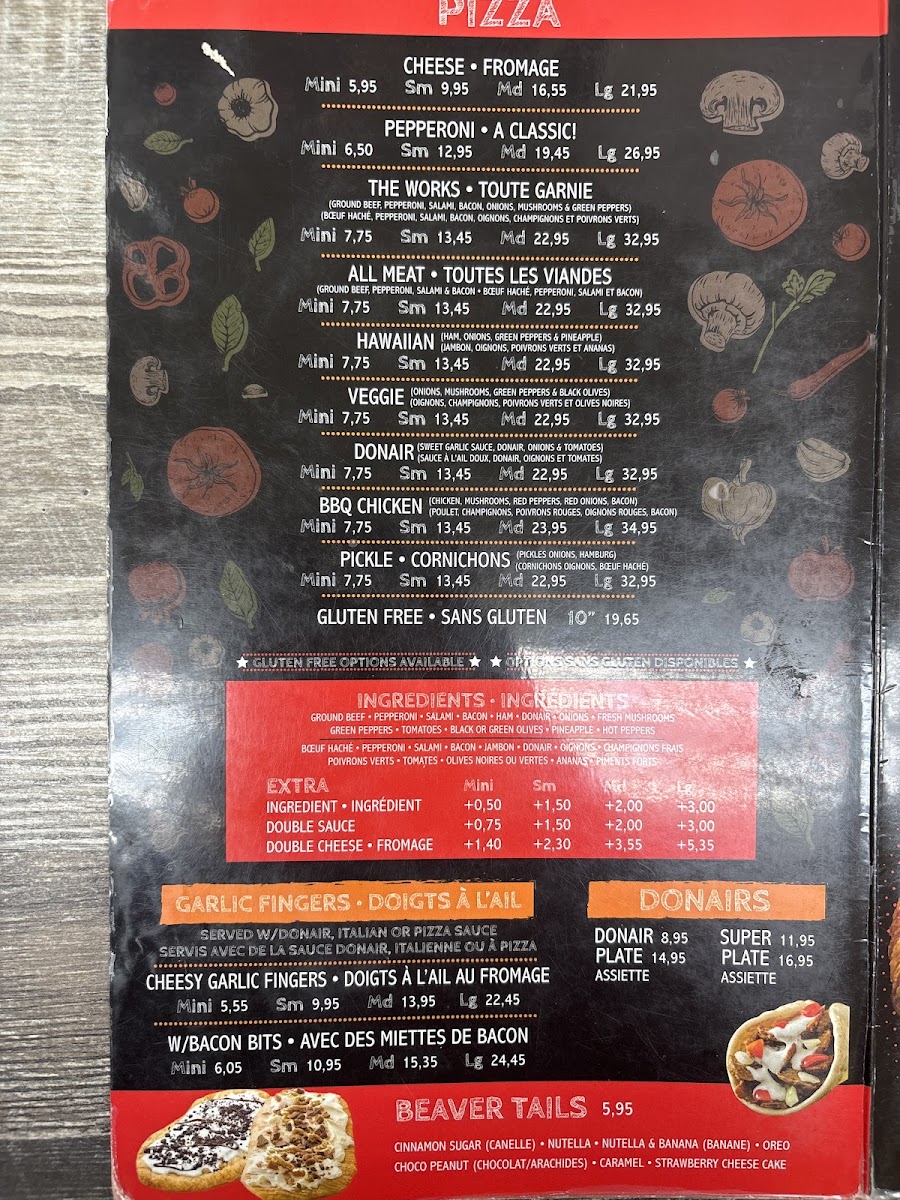 PIZZA
CHEESE • FROMAGE
Mini 5,95 Sm 9,95 Md 16,55 Lg 21,95
PEPPERONI • A CLASSIC!
Mini 6,50 Sm 12,95 Md 19,45 Lg 26,95
THE WORKS • TOUTE GARNIE
(GROUND BEEF, PEPPERONI, SALAMI, BACON, ONIONS, MUSHROOMS & GREEN PEPPERS)
(BŒUF HACHÉ, PEPPERONI, SALAMI, BACON, OIGNONS, CHAMPIGNONS ET POIVRONS VERTS)
Mini 7,75 Sm 13,45 Md 22,95 Lg 32,95
ALL MEAT • TOUTES LES VIANDES
(GROUND BEEF, PEPPERONI, SALAMI & BACON • BŒUF HACHÉ, PEPPERONI, SALAMI ET BACON)
Mini 7,75 Sm 13,45 Md 22,95 Lg 32,95
HAWAIIAN (HAM, ONIONS, GREEN PEPPERS & PINEAPPLE)
(JAMBON, OIGNONS, POIVRONS VERTS ET ANANAS)
Mini 7,75 Sm 13,45 Md 22,95 Lg 32,95
VEGGIE (ONIONS, MUSHROOMS, GREEN PEPPERS & BLACK OLIVES)
(OIGNONS, CHAMPIGNONS, POIVRONS VERTS ET OLIVES NOIRES)
Mini 7,75 Sm 13,45 Md 22,95 Lg 32,95
DONAIR (SWEET GARLIC SAUCE, DONAIR, ONIONS & TOMATOES)
(SAUCE À L'AIL DOUX, DONAIR, OIGNONS ET TOMATES)
Mini 7,75 Sm 13,45 Md 22,95 Lg 32,95
BBQ CHICKEN (CHICKEN, MUSHROOMS, RED PEPPERS, RED ONIONS, BACON)
(POULET, CHAMPIGNONS, POIVRONS ROUGES, OIGNONS ROUGES, BACON)
Mini 7,75 Sm 13,45 Md 23,95 Lg 34,95
PICKLE • CORNICHONS (PICKLES ONIONS, HAMBURG)
(CORNICHONS OIGNONS, BŒUF HACHÉ)
Mini 7,75 Sm 13,45 Md 22,95 Lg 32,95
GLUTEN FREE • SANS GLUTEN 10" 19,65
GLUTEN FREE OPTIONS AVAILABLE OPTIONS SANS GLUTEN DISPONIBLES
INGREDIENTS • INGRÉDIENTS
GROUND BEEF • PEPPERONI • SALAMI • BACON • HAM • DONAIR • ONIONS • FRESH MUSHROOMS
GREEN PEPPERS • TOMATOES • BLACK OR GREEN OLIVES • PINEAPPLE • HOT PEPPERS
BŒUF HACHÉ • PEPPERONI • SALAMI • BACON • JAMBON • DONAIR • OIGNONS • CHAMPIGNONS FRAIS
POIVRONS VERTS • TOMATES • OLIVES NOIRES OU VERTES • ANANAS • PIMENTS FORTS
EXTRA Mini Sm Md Lg
INGREDIENT • INGRÉDIENT +0,50 +1,50 +2,00 +3,00
DOUBLE SAUCE +0,75 +1,50 +2,00 +3,00
DOUBLE CHEESE • FROMAGE +1,40 +2,30 +3,55 +5,35
GARLIC FINGERS • DOIGTS À L'AIL
SERVED W/DONAIR, ITALIAN OR PIZZA SAUCE
SERVIS AVEC DE LA SAUCE DONAIR, ITALIENNE OU À PIZZA
CHEESY GARLIC FINGERS • DOIGTS À L'AIL AU FROMAGE
Mini 5,55 Sm 9,95 Md 13,95 Lg 22,45
W/BACON BITS • AVEC DES MIETTES DE BACON
Mini 6,05 Sm 10,95 Md 15,35 Lg 24,45
DONAIRS
DONAIR 8,95 SUPER 11,95
PLATE 14,95 PLATE 16,95
ASSIETTE ASSIETTE
BEAVER TAILS 5,95
CINNAMON SUGAR (CANELLE) • NUTELLA • NUTELLA & BANANA (BANANE) • OREO
CHOCO PEANUT (CHOCOLAT/ARACHIDES) • CARAMEL • STRAWBERRY CHEESE CAKE